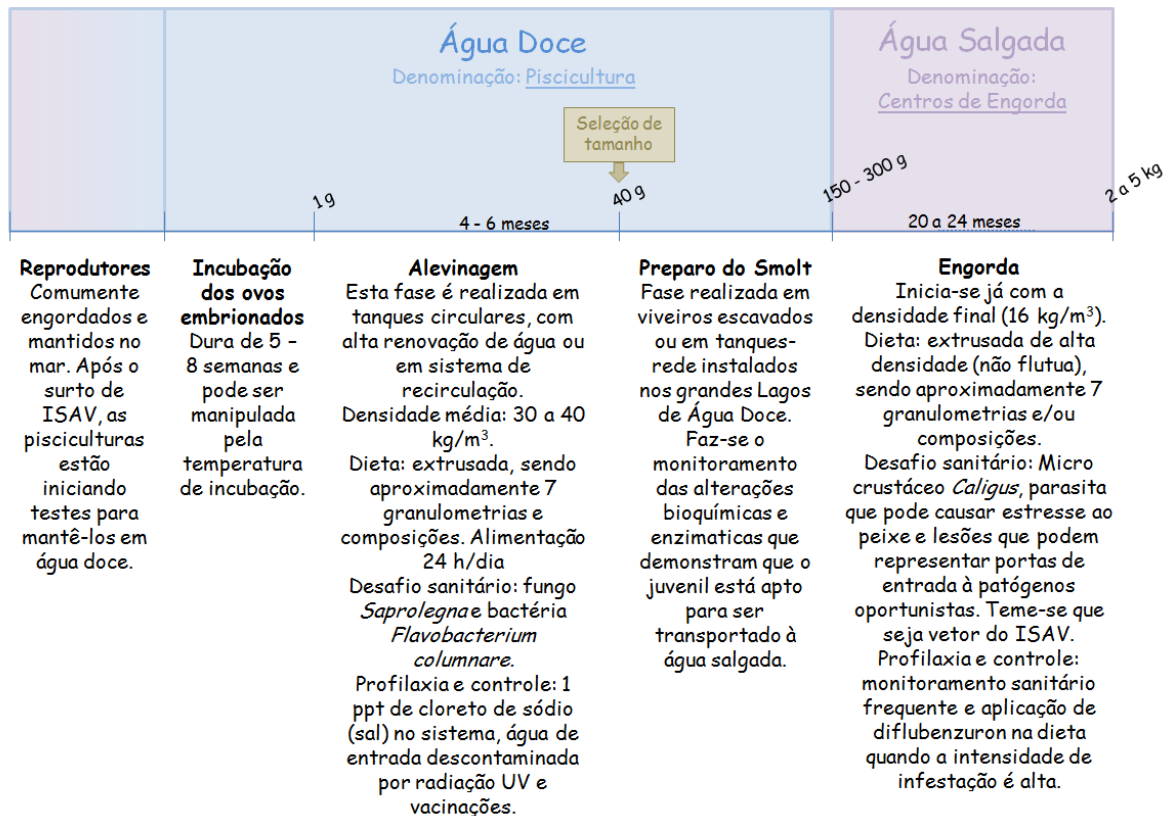 Água Doce
Denominação: Piscicultura
Água Salgada
Denominação:
Centros de Engorda
Seleção de
tamanho
1 g
40 g
150 - 300 g
2 a 5 kg
4 - 6 meses
20 a 24 meses
Reprodutores
Comumente
engordados e
mantidos no
mar. Após o
surto de
ISAV, as
pisciculturas
estão
iniciando
testes para
mantê-los em
água doce.
Incubação
dos ovos
embrionados
Dura de 5 –
8 semanas e
pode ser
manipulada
pela
temperatura
de incubação.
Alevinagem
Esta fase é realizada em
tanques circulares, com
alta renovação de água ou
em sistema de
recirculação.
Densidade média: 30 a 40
kg/m³.
Dieta: extrusada, sendo
aproximadamente 7
granulometrias e
composições. Alimentação
24 h/dia
Desafio sanitário: fungo
Saprolegna e bactéria
Flavobacterium
columnare.
Profilaxia e controle: 1
ppt de cloreto de sódio
(sal) no sistema, água de
entrada descontaminada
por radiação UV e
vacinações.
Preparo do Smolt
Fase realizada em
viveiros escavados
ou em tanques-
rede instalados
nos grandes Lagos
de Água Doce.
Faz-se o
monitoramento
das alterações
bioquímicas e
enzimaticas que
demonstram que o
juvenil está apto
para ser
transportado à
água salgada.
Engorda
Inicia-se já com a
densidade final (16 kg/m³).
Dieta: extrusada de alta
densidade (não flutua),
sendo aproximadamente 7
granulometrias e/ou
composições.
Desafio sanitário: Micro
crustáceo Caligus, parasita
que pode causar estresse ao
peixe e lesões que podem
representar portas de
entrada à patógenos
oportunistas. Teme-se que
seja vetor do ISAV.
Profilaxia e controle:
monitoramento sanitário
frequente e aplicação de
diflubenzuron na dieta
quando a intensidade de
infestação é alta.